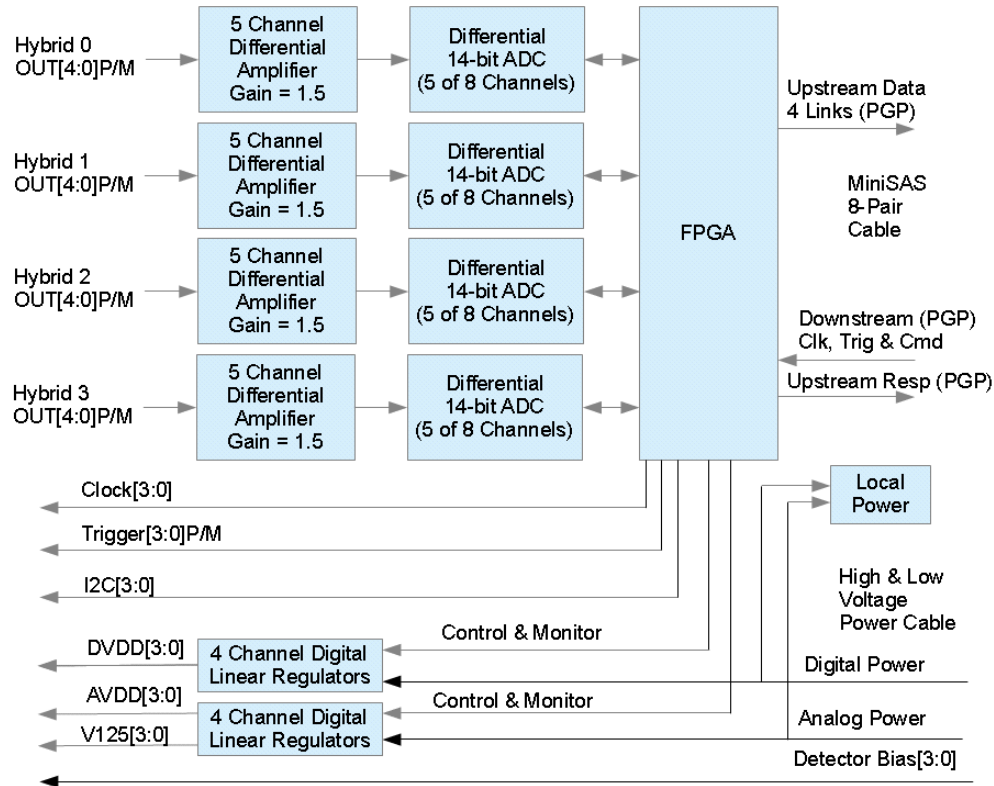 Hybrid 0
OUT[4:0]P/M
5 Channel
Differential
Amplifier
Gain = 1.5
Differential
14-bit ADC
(5 of 8 Channels)
Hybrid 1
OUT[4:0]P/M
5 Channel
Differential
Amplifier
Gain = 1.5
Differential
14-bit ADC
(5 of 8 Channels)
Hybrid 2
OUT[4:0]P/M
5 Channel
Differential
Amplifier
Gain = 1.5
Differential
14-bit ADC
(5 of 8 Channels)
Hybrid 3
OUT[4:0]P/M
5 Channel
Differential
Amplifier
Gain = 1.5
Differential
14-bit ADC
(5 of 8 Channels)
FPGA
Upstream Data
4 Links (PGP)
MiniSAS
8-Pair
Cable
Downstream (PGP)
Clk, Trig & Cmd
Upstream Resp (PGP)
Clock[3:0]
Trigger[3:0]P/M
I2C[3:0]
Local
Power
High & Low
Voltage
Power Cable
Control & Monitor
DVDD[3:0]
4 Channel Digital
Linear Regulators
Digital Power
Control & Monitor
AVDD[3:0]
V125[3:0]
4 Channel Digital
Linear Regulators
Analog Power
Detector Bias[3:0]